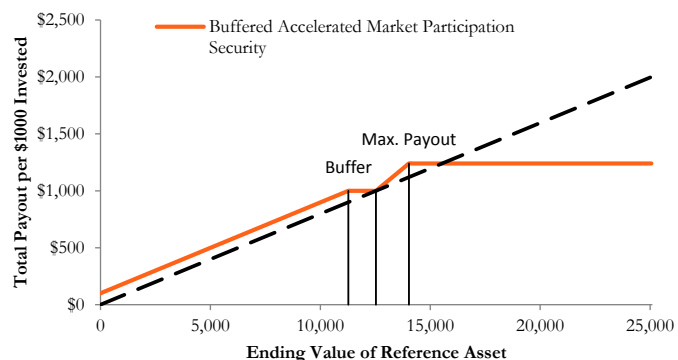 $2,500
Buffered Accelerated Market Participation
Security
$2,000
$1,500
Max. Payout
Buffer
$1,000
$500
$0
0 5,000 10,000 15,000 20,000 25,000
Ending Value of Reference Asset
Total Payout per $1000 Invested